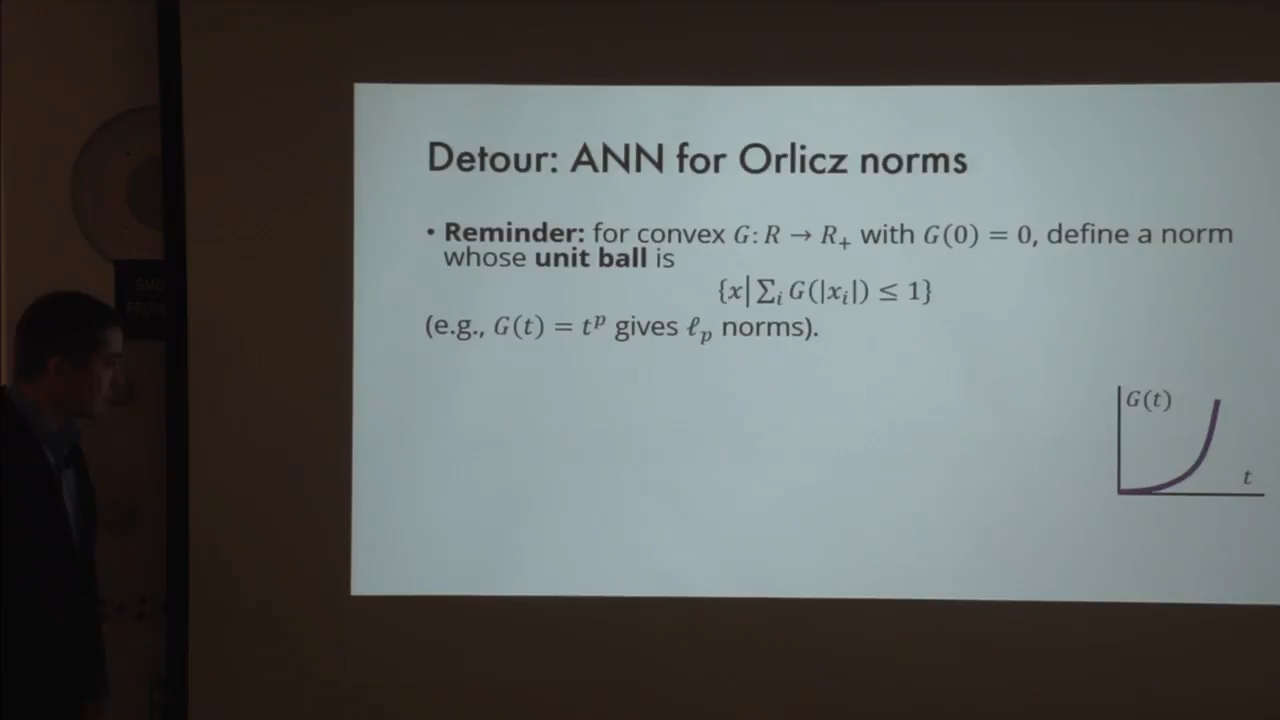 Detour: ANN for Orlicz norms
• Reminder: for convex G: R → R₊ with G(0) = 0, define a norm
whose unit ball is
{x|∑ᵢ G(|xᵢ|) ≤ 1}
(e.g., G(t) = tᵖ gives ℓₚ norms).
G(t)
t